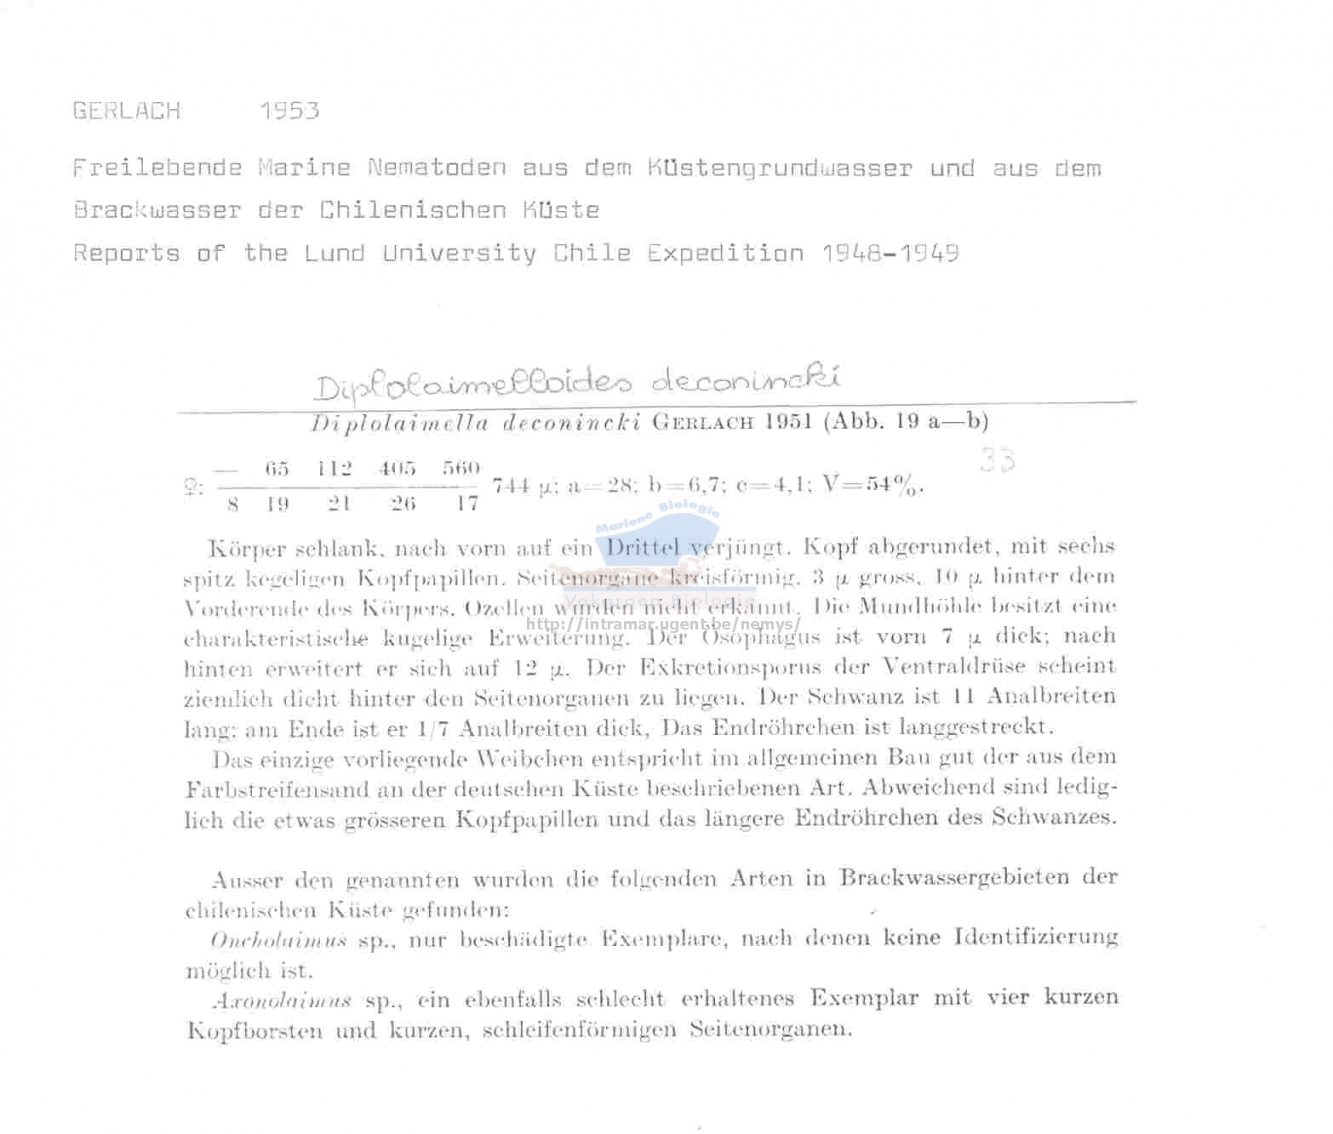 GERLACH 1953
Freilebende Marine Nematoden aus dem Küstengrundwasser und aus dem
Brackwasser der Chilenischen Küste
Reports of the Lund University Chile Expedition 1948-1949
Diplolaimelloides deconincki
Diplolaimella deconincki GERLACH 1951 (Abb. 19 a—b)
33
— 65 112 405 560
♀: 744 µ; a=28; b=6,7; c=4,1; V=54%.
8 19 21 26 17
Marine Biologie
Körper schlank, nach vorn auf ein Drittel verjüngt. Kopf abgerundet, mit sechs
spitz kegeligen Kopfpapillen. Seitenorgane kreisförmig, 3 µ gross, 10 µ hinter dem
Vorderende des Körpers. Ozellen wurden nicht erkannt. Die Mundhöhle besitzt eine
http://intramar.ugent.be/nemys/
charakteristische kugelige Erweiterung. Der Ösophagus ist vorn 7 µ dick; nach
hinten erweitert er sich auf 12 µ. Der Exkretionsporus der Ventraldrüse scheint
ziemlich dicht hinter den Seitenorganen zu liegen. Der Schwanz ist 11 Analbreiten
lang; am Ende ist er 1/7 Analbreiten dick, Das Endröhrchen ist langgestreckt.
Das einzige vorliegende Weibchen entspricht im allgemeinen Bau gut der aus dem
Farbstreifensand an der deutschen Küste beschriebenen Art. Abweichend sind ledig-
lich die etwas grösseren Kopfpapillen und das längere Endröhrchen des Schwanzes.
Ausser den genannten wurden die folgenden Arten in Brackwassergebieten der
chilenischen Küste gefunden:
Oncholaimus sp., nur beschädigte Exemplare, nach denen keine Identifizierung
möglich ist.
Axonolaimus sp., ein ebenfalls schlecht erhaltenes Exemplar mit vier kurzen
Kopfborsten und kurzen, schleifenförmigen Seitenorganen.